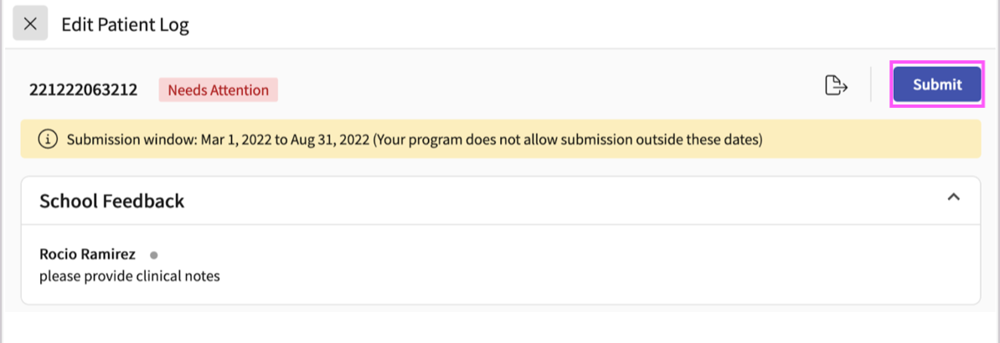 Edit Patient Log
221222063212 Needs Attention Submit
Submission window: Mar 1, 2022 to Aug 31, 2022 (Your program does not allow submission outside these dates)
School Feedback
Rocio Ramirez
please provide clinical notes